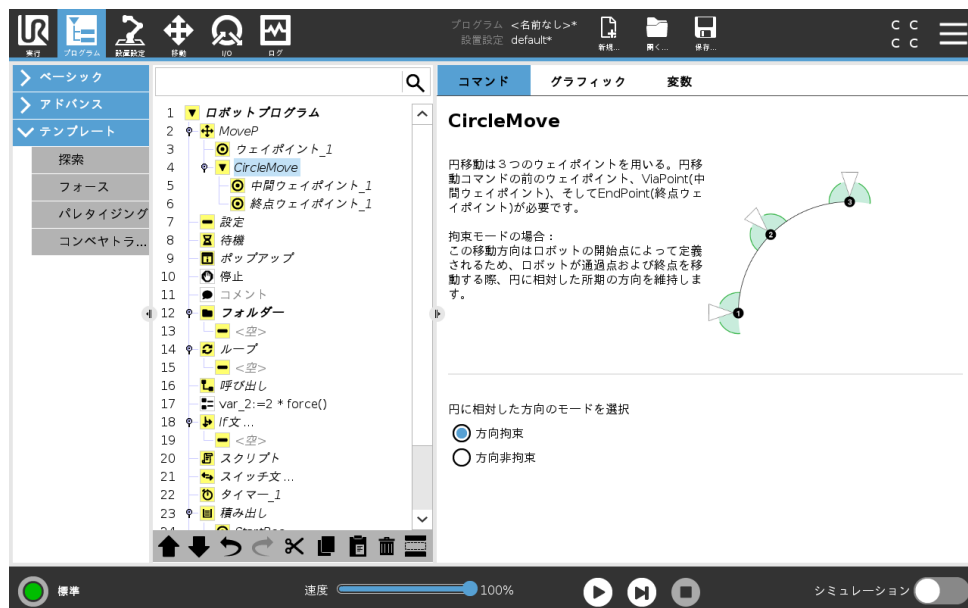 UR
プログラム <名前なし>*
設置設定 default*
C C
C C
実行 プログラム 設置設定 移動 I/O ログ 新規... 開く... 保存...
ベーシック
アドバンス
テンプレート
探索
フォース
パレタイジング
コンベヤトラ...
1 ロボットプログラム
2 MoveP
3 ウェイポイント_1
4 CircleMove
5 中間ウェイポイント_1
6 終点ウェイポイント_1
7 設定
8 待機
9 ポップアップ
10 停止
11 コメント
12 フォルダー
13 <空>
14 ループ
15 <空>
16 呼び出し
17 var_2:=2 * force()
18 If文...
19 <空>
20 スクリプト
21 スイッチ文...
22 タイマー_1
23 積み出し
コマンド グラフィック 変数
CircleMove
円移動は３つのウェイポイントを用いる。円移
動コマンドの前のウェイポイント、ViaPoint(中
間ウェイポイント)、そしてEndPoint(終点ウェ
イポイント)が必要です。
拘束モードの場合：
この移動方向はロボットの開始点によって定義
されるため、ロボットが通過点および終点を移
動する際、円に相対した所期の方向を維持しま
す。
3
2
1
円に相対した方向のモードを選択
方向拘束
方向非拘束
標準
速度 100%
シミュレーション